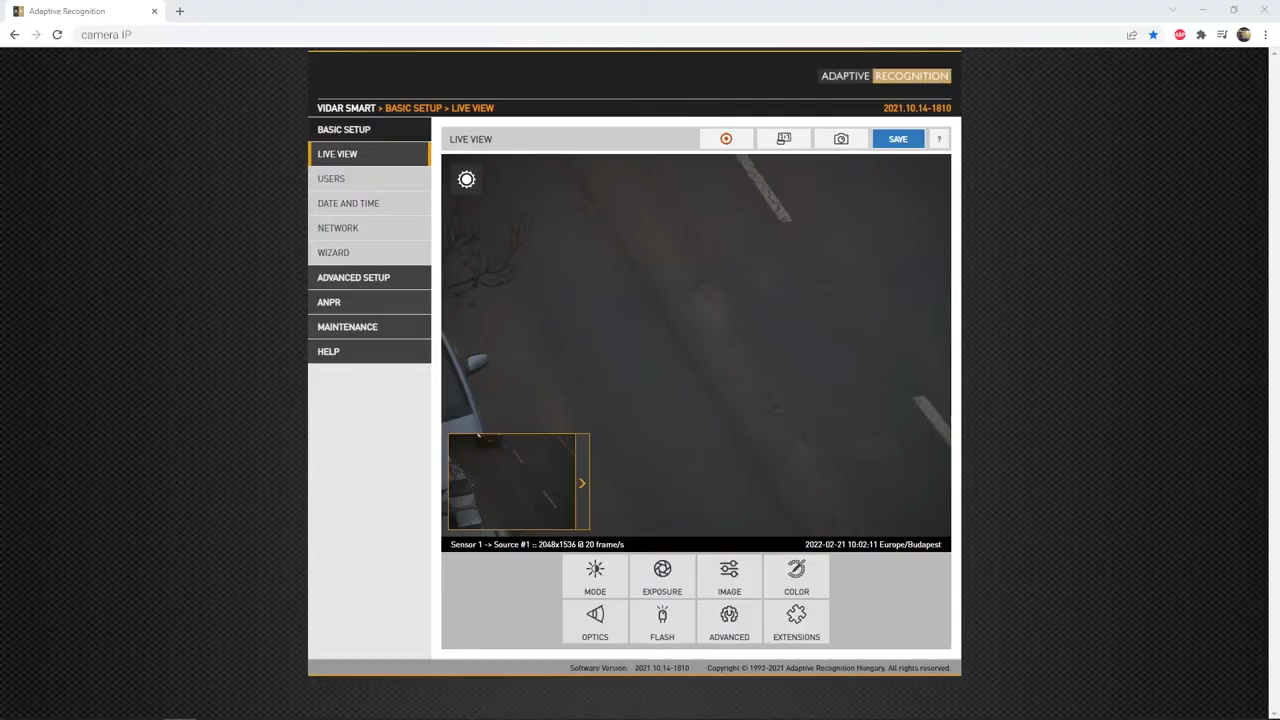 Adaptive Recognition
camera IP
ADAPTIVE RECOGNITION
VIDAR SMART > BASIC SETUP > LIVE VIEW
2021.10.14-1810
BASIC SETUP
LIVE VIEW
USERS
DATE AND TIME
NETWORK
WIZARD
ADVANCED SETUP
ANPR
MAINTENANCE
HELP
LIVE VIEW
SAVE
?
Sensor 1 -> Source #1 :: 2048x1536 @ 20 frame/s
2022-02-21 10:02:11 Europe/Budapest
MODE
EXPOSURE
IMAGE
COLOR
OPTICS
FLASH
ADVANCED
EXTENSIONS
Software Version: 2021.10.14-1810
Copyright © 1993-2021 Adaptive Recognition Hungary. All rights reserved.